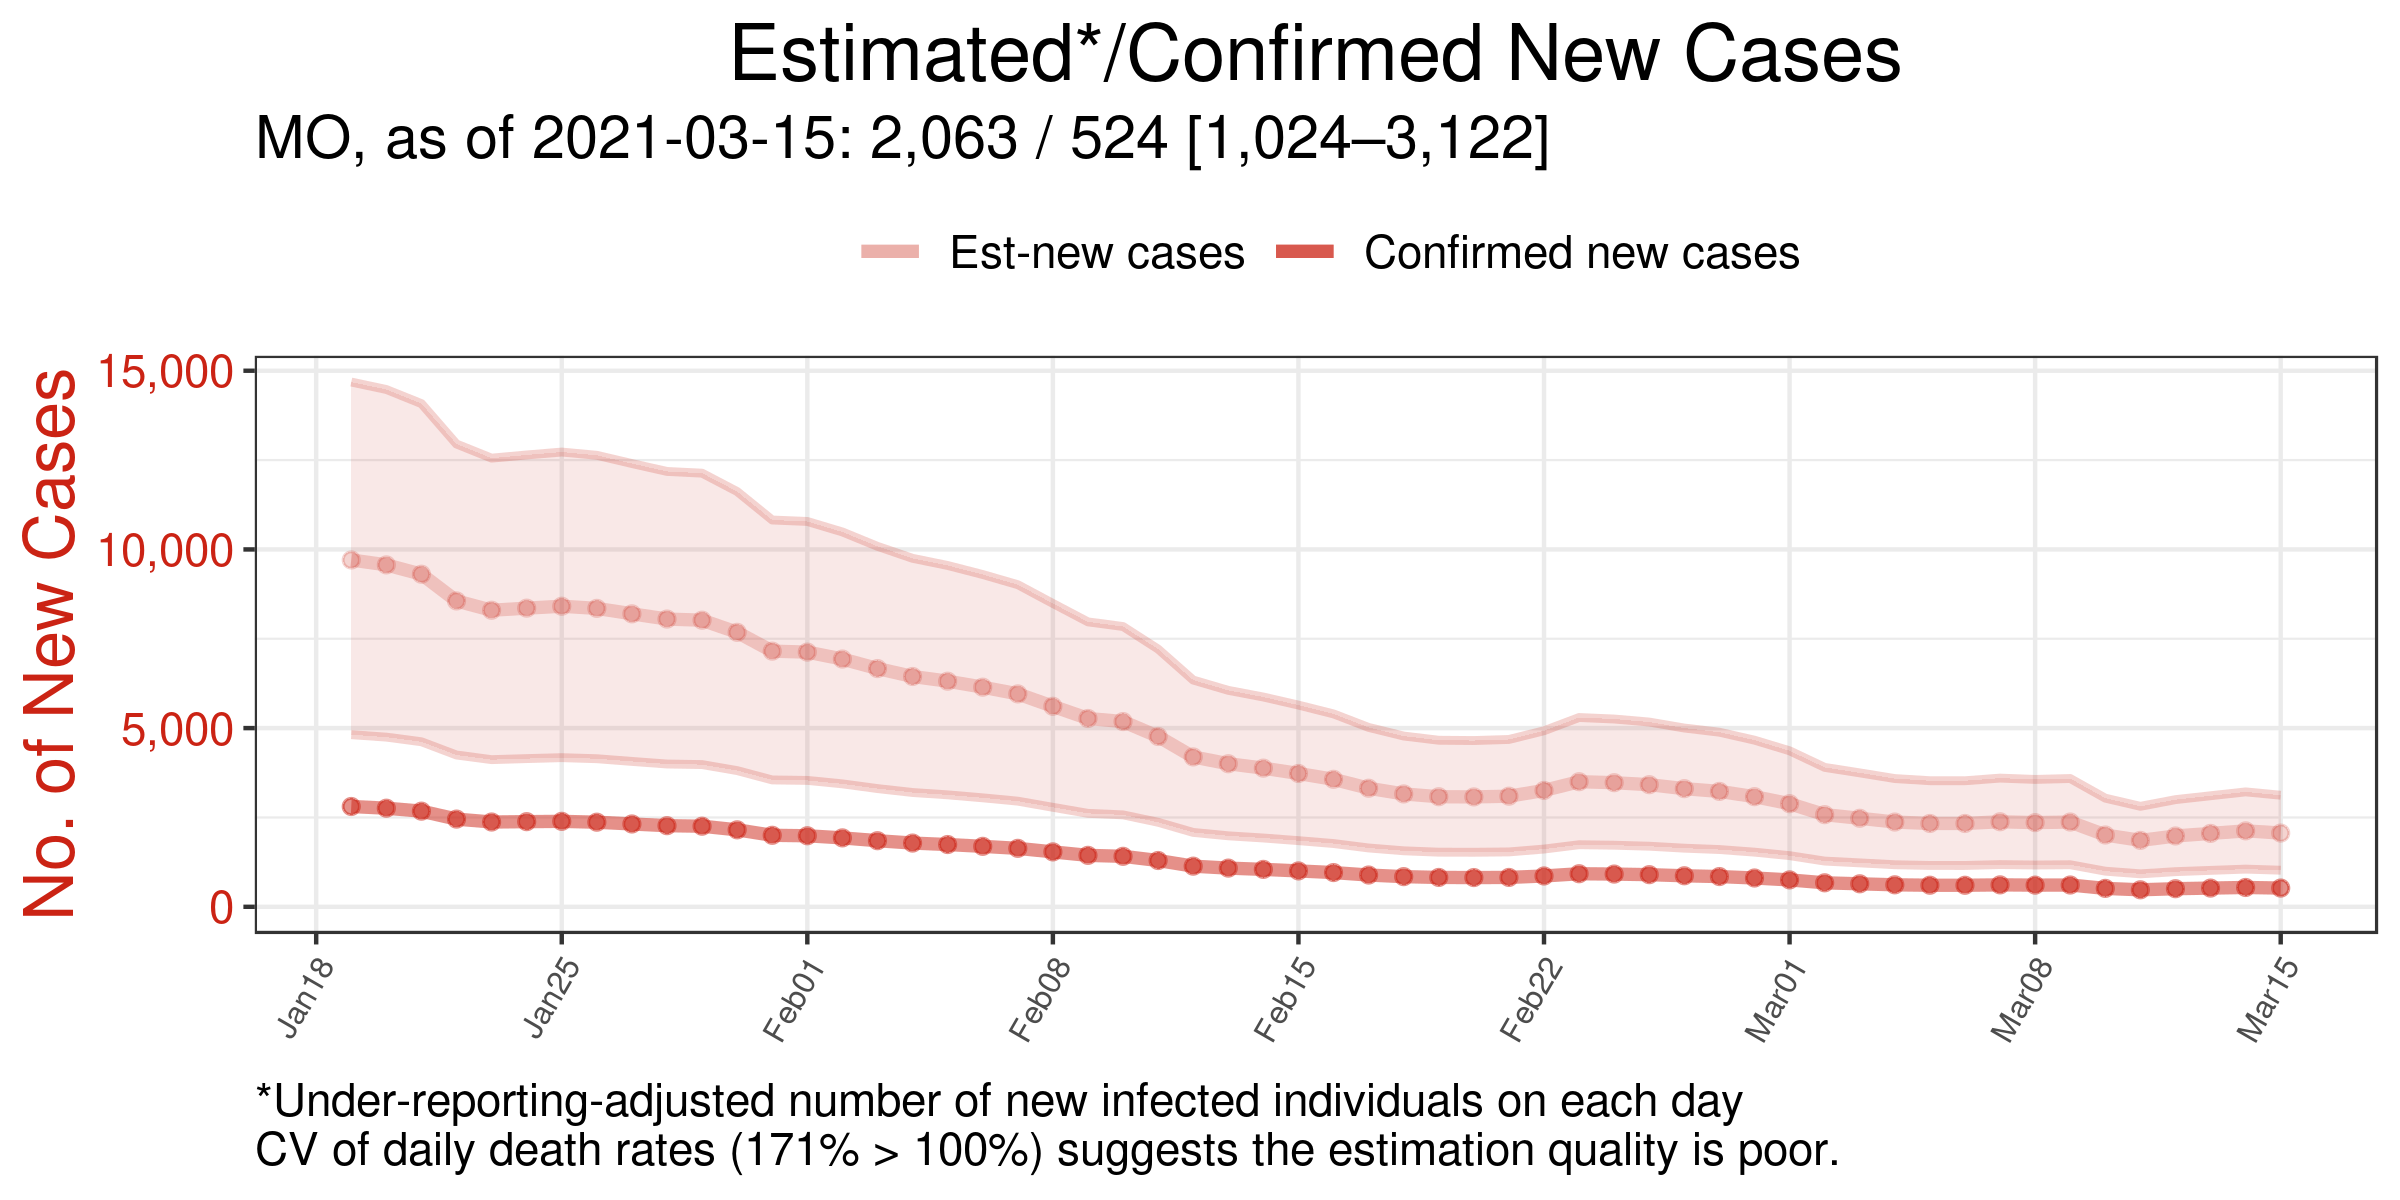 Estimated*/Confirmed New Cases
MO, as of 2021-03-15: 2,063 / 524 [1,024–3,122]
Est-new cases
Confirmed new cases
No. of New Cases
15,000
10,000
5,000
0
Jan18
Jan25
Feb01
Feb08
Feb15
Feb22
Mar01
Mar08
Mar15
*Under-reporting-adjusted number of new infected individuals on each day
CV of daily death rates (171% > 100%) suggests the estimation quality is poor.